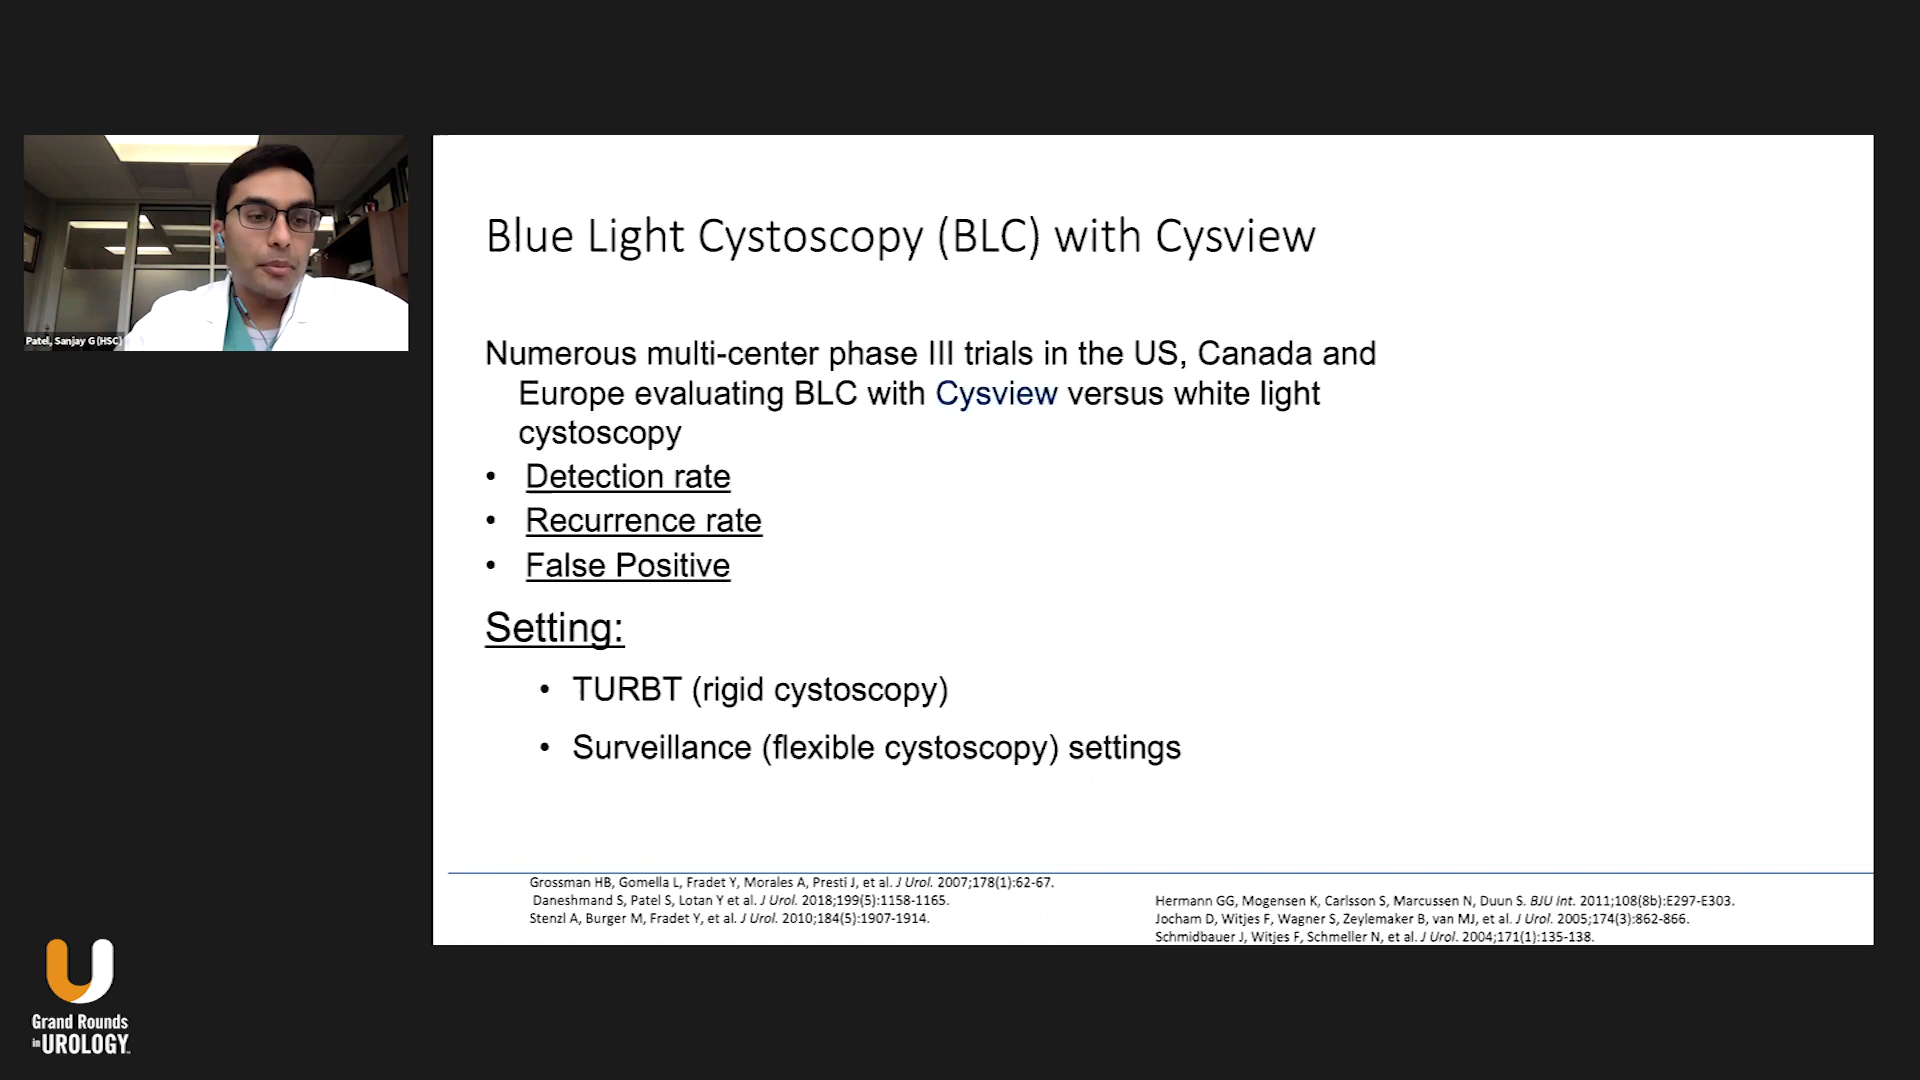 Patel, Sanjay G (HSC)
Blue Light Cystoscopy (BLC) with Cysview
Numerous multi-center phase III trials in the US, Canada and
Europe evaluating BLC with Cysview versus white light
cystoscopy
• Detection rate
• Recurrence rate
• False Positive
Setting:
• TURBT (rigid cystoscopy)
• Surveillance (flexible cystoscopy) settings
Grossman HB, Gomella L, Fradet Y, Morales A, Presti J, et al. J Urol. 2007;178(1):62-67.
Daneshmand S, Patel S, Lotan Y et al. J Urol. 2018;199(5):1158-1165.
Stenzl A, Burger M, Fradet Y, et al. J Urol. 2010;184(5):1907-1914.
Hermann GG, Mogensen K, Carlsson S, Marcussen N, Duun S. BJU Int. 2011;108(8b):E297-E303.
Jocham D, Witjes F, Wagner S, Zeylemaker B, van MJ, et al. J Urol. 2005;174(3):862-866.
Schmidbauer J, Witjes F, Schmeller N, et al. J Urol. 2004;171(1):135-138.
Grand Rounds
in UROLOGY™